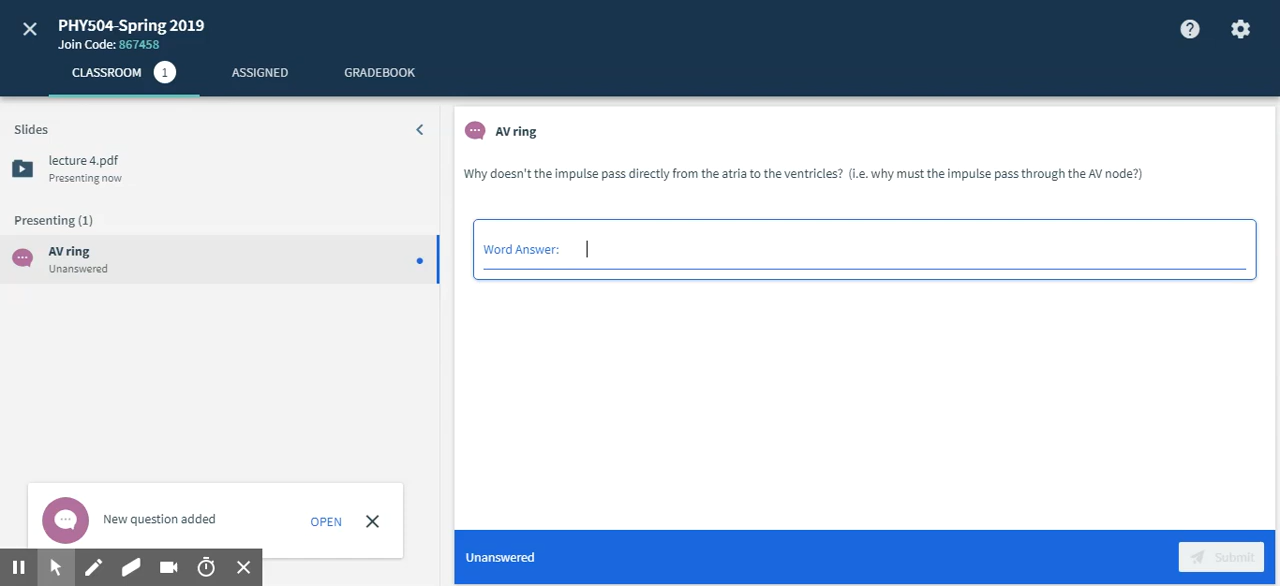 PHY504-Spring 2019
Join Code: 867458
CLASSROOM 1 ASSIGNED GRADEBOOK
Slides
lecture 4.pdf
Presenting now
Presenting (1)
AV ring
Unanswered
New question added OPEN
AV ring
Why doesn't the impulse pass directly from the atria to the ventricles? (i.e. why must the impulse pass through the AV node?)
Word Answer:
Unanswered Submit